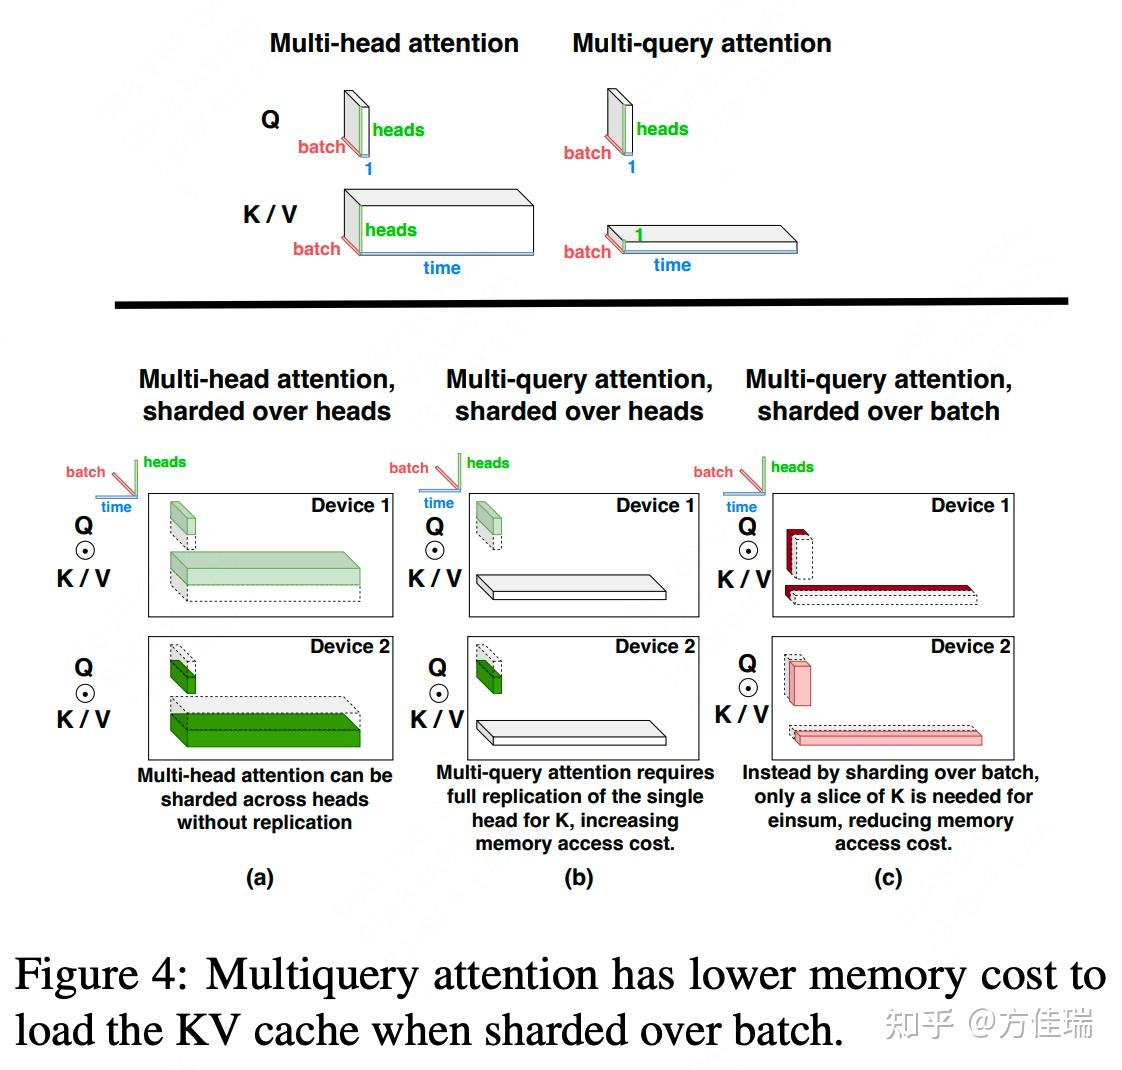 Multi-head attention
Multi-query attention
Q
heads
batch
1
heads
batch
1
K / V
heads
batch
time
1
batch
time
Multi-head attention,
sharded over heads
batch
heads
time
Q
K / V
Device 1
Q
K / V
Device 2
Multi-head attention can be
sharded across heads
without replication
(a)
Multi-query attention,
sharded over heads
batch
heads
time
Q
K / V
Device 1
Q
K / V
Device 2
Multi-query attention requires
full replication of the single
head for K, increasing
memory access cost.
(b)
Multi-query attention,
sharded over batch
batch
heads
time
Q
K / V
Device 1
Q
K / V
Device 2
Instead by sharding over batch,
only a slice of K is needed for
einsum, reducing memory
access cost.
(c)
Figure 4: Multiquery attention has lower memory cost to
load the KV cache when sharded over batch.
知乎 @方佳瑞